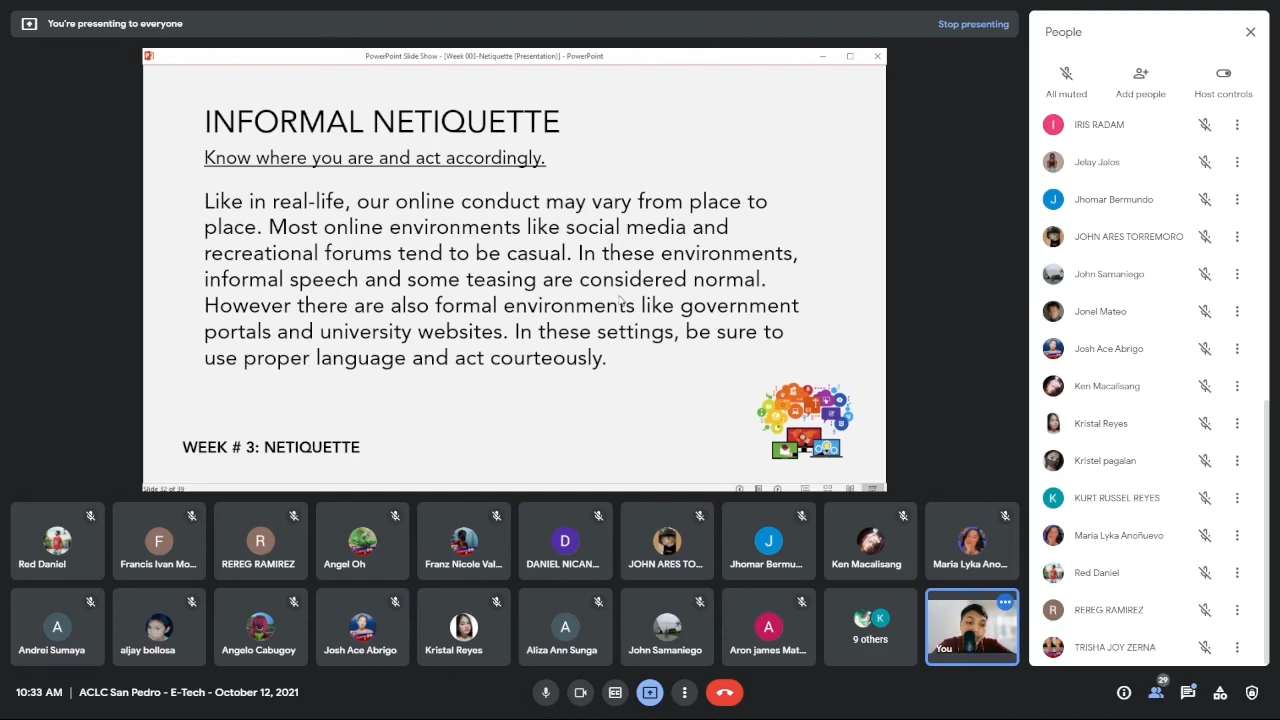 You're presenting to everyone
Stop presenting
PowerPoint Slide Show - [Week 003-Netiquette (Presentation)] - PowerPoint
INFORMAL NETIQUETTE
Know where you are and act accordingly.
Like in real-life, our online conduct may vary from place to
place. Most online environments like social media and
recreational forums tend to be casual. In these environments,
informal speech and some teasing are considered normal.
However there are also formal environments like government
portals and university websites. In these settings, be sure to
use proper language and act courteously.
WEEK # 3: NETIQUETTE
Slide 32 of 39
Red Daniel
F
Francis Ivan Mo...
R
REREG RAMIREZ
Angel Oh
Franz Nicole Val...
D
DANIEL NICAN...
JOHN ARES TO...
J
Jhomar Bermu...
Ken Macalisang
Maria Lyka Ano...
A
Andrei Sumaya
aljay bollosa
Angelo Cabugoy
Josh Ace Abrigo
Kristal Reyes
A
Aliza Ann Sunga
John Samaniego
A
Aron james Mat...
K
9 others
You
10:33 AM | ACLC San Pedro - E-Tech - October 12, 2021
People
All muted
Add people
Host controls
I
IRIS RADAM
Jelay Jalos
J
Jhomar Bermundo
JOHN ARES TORREMORO
John Samaniego
Jonel Mateo
Josh Ace Abrigo
Ken Macalisang
Kristal Reyes
Kristel pagaian
K
KURT RUSSEL REYES
Maria Lyka Anoñuevo
Red Daniel
R
REREG RAMIREZ
TRISHA JOY ZERNA
29